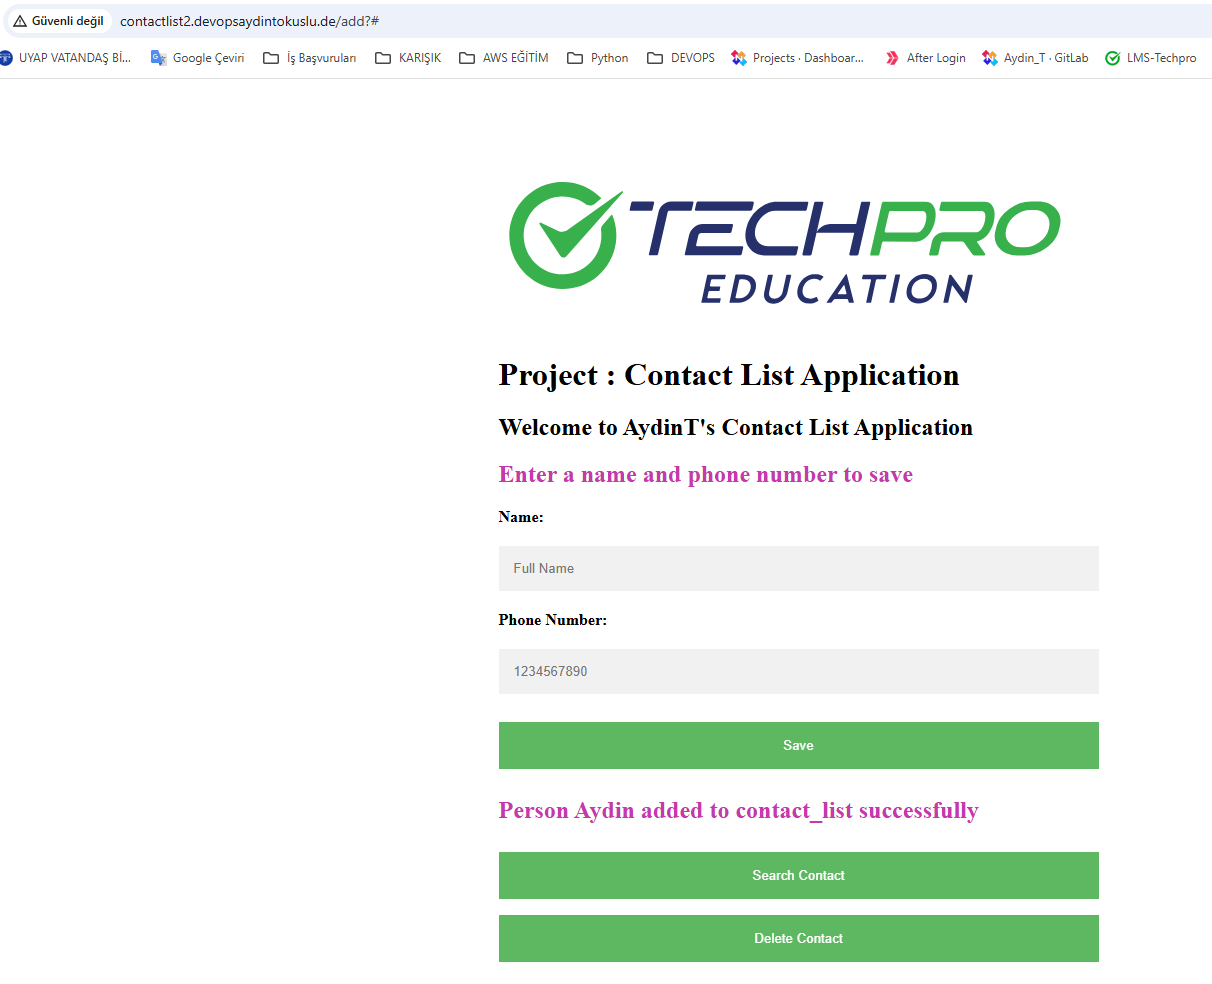 Güvenli değil contactlist2.devopsaydintokuslu.de/add?#
UYAP VATANDAŞ Bİ... Google Çeviri İş Başvuruları KARIŞIK AWS EĞİTİM Python DEVOPS Projects · Dashboar... After Login Aydin_T · GitLab LMS-Techpro
TECHPRO
EDUCATION
Project : Contact List Application
Welcome to AydinT's Contact List Application
Enter a name and phone number to save
Name:
Full Name
Phone Number:
1234567890
Save
Person Aydin added to contact_list successfully
Search Contact
Delete Contact